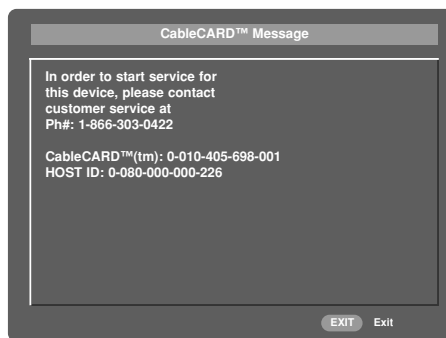 CableCARD™ Message
In order to start service for
this device, please contact
customer service at
Ph#: 1-866-303-0422
CableCARD™(tm): 0-010-405-698-001
HOST ID: 0-080-000-000-226
EXIT Exit